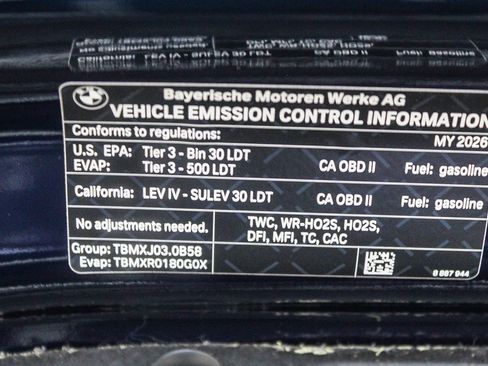 BMW
Bayerische Motoren Werke AG
VEHICLE EMISSION CONTROL INFORMATION
Conforms to regulations: MY 2026
U.S. EPA: Tier 3 - Bin 30 LDT
EVAP: Tier 3 - 500 LDT CA OBD II Fuel: gasoline
California: LEV IV - SULEV 30 LDT CA OBD II Fuel: gasoline
No adjustments needed. TWC, WR-HO2S, HO2S,
DFI, MFI, TC, CAC
Group: TBMXJ03.0B58
Evap: TBMXR0180G0X
8 867 944